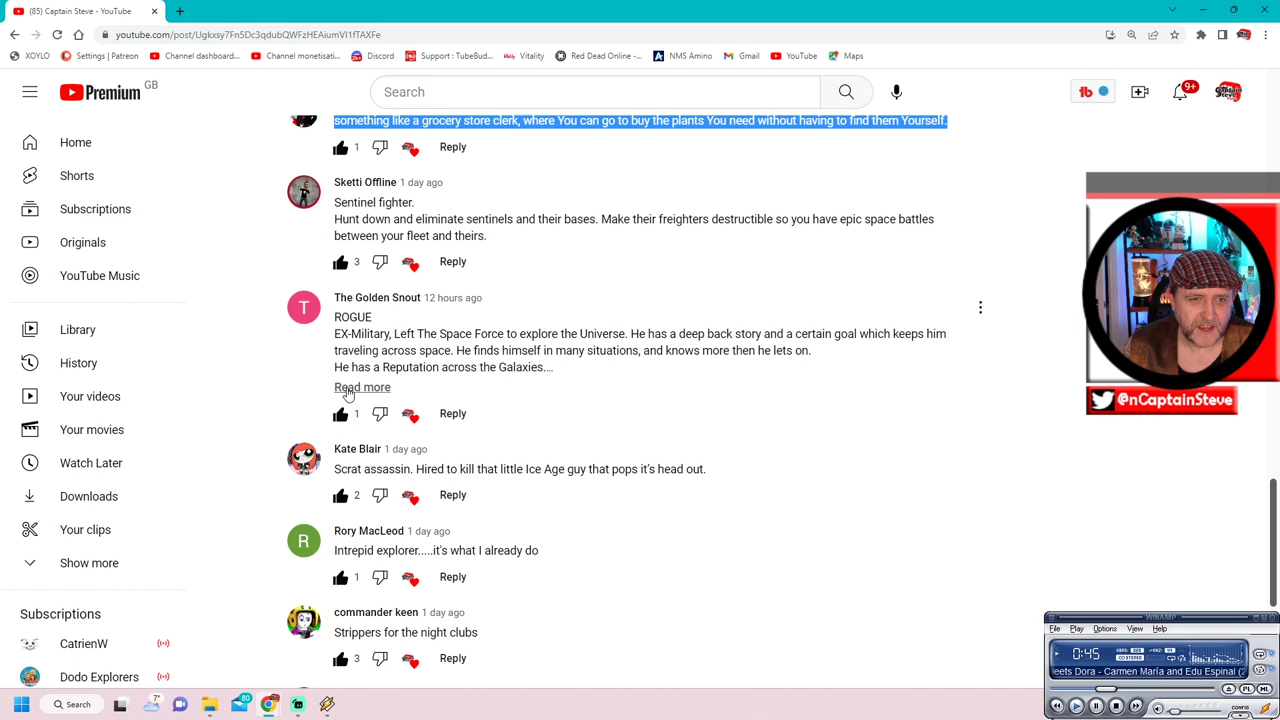 (85) Captain Steve - YouTube
youtube.com/post/Ugkxsy7Fn5Dc3qdubQWFzHEAiumVI1fTAXFe
XOYLO
Settings | Patreon
Channel dashboard...
Channel monetisati...
Discord
Support : TubeBud...
Vitality
Red Dead Online -...
NMS Amino
Gmail
YouTube
Maps
Premium GB
Search
tb
9+
Home
Shorts
Subscriptions
Originals
YouTube Music
Library
History
Your videos
Your movies
Watch Later
Downloads
Your clips
Show more
Subscriptions
CatrienW
Dodo Explorers
something like a grocery store clerk, where You can go to buy the plants You need without having to find them Yourself.
1 Reply
Sketti Offline 1 day ago
Sentinel fighter.
Hunt down and eliminate sentinels and their bases. Make their freighters destructible so you have epic space battles
between your fleet and theirs.
3 Reply
T
The Golden Snout 12 hours ago
ROGUE
EX-Military, Left The Space Force to explore the Universe. He has a deep back story and a certain goal which keeps him
traveling across space. He finds himself in many situations, and knows more then he lets on.
He has a Reputation across the Galaxies....
Read more
1 Reply
Kate Blair 1 day ago
Scrat assassin. Hired to kill that little Ice Age guy that pops it's head out.
2 Reply
R
Rory MacLeod 1 day ago
Intrepid explorer.....it's what I already do
1 Reply
commander keen 1 day ago
Strippers for the night clubs
3 Reply
@nCaptainSteve
WINAMP
File Play Options View Help
0:45
eets Dora - Carmen María and Edu Espinal (2
PL ML
CONFIG
Search
7°
80